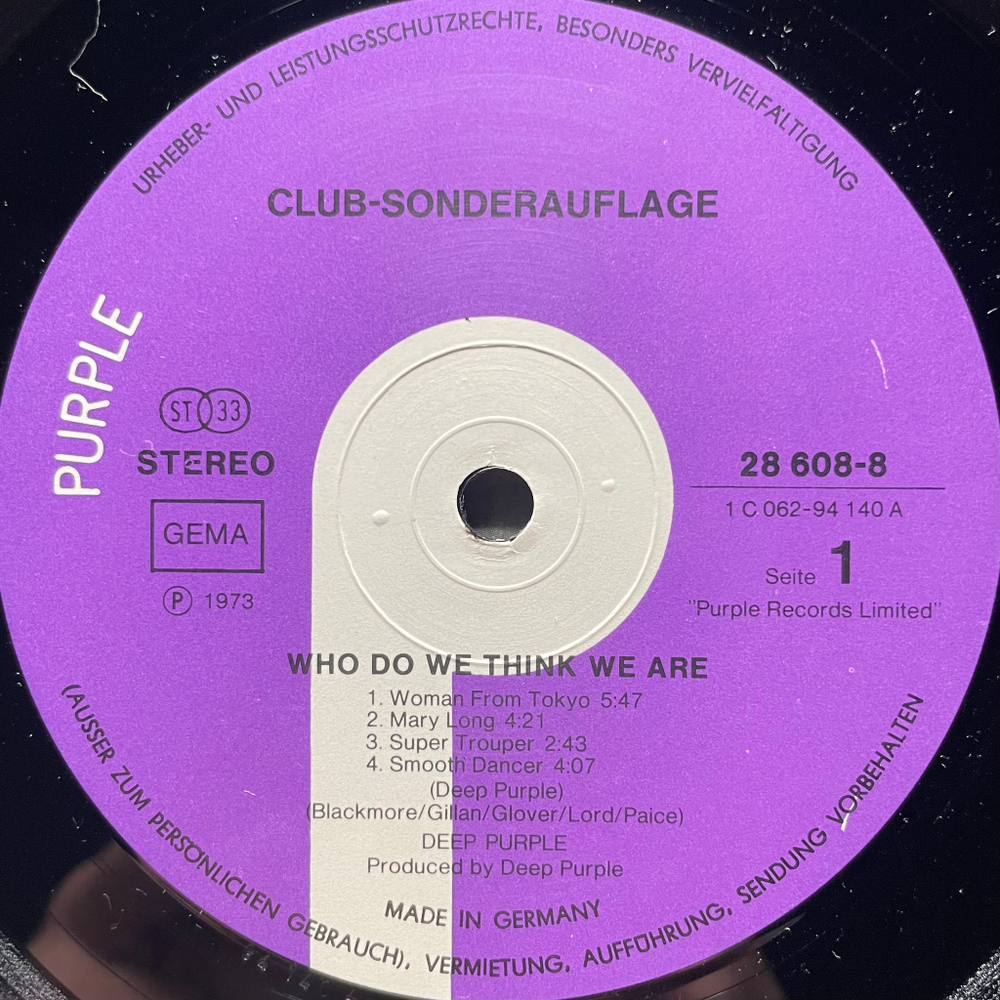 URHEBER- UND LEISTUNGSSCHUTZRECHTE, BESONDERS VERVIELFÄLTIGUNG
CLUB-SONDERAUFLAGE
PURPLE
ST 33
STEREO
GEMA
Ⓟ 1973
28 608-8
1 C 062-94 140 A
Seite 1
"Purple Records Limited"
WHO DO WE THINK WE ARE
1. Woman From Tokyo 5:47
2. Mary Long 4:21
3. Super Trouper 2:43
4. Smooth Dancer 4:07
(Deep Purple)
(Blackmore/Gillan/Glover/Lord/Paice)
DEEP PURPLE
Produced by Deep Purple
MADE IN GERMANY
(AUSSER ZUM PERSÖNLICHEN GEBRAUCH), VERMIETUNG, AUFFÜHRUNG, SENDUNG VORBEHALTEN